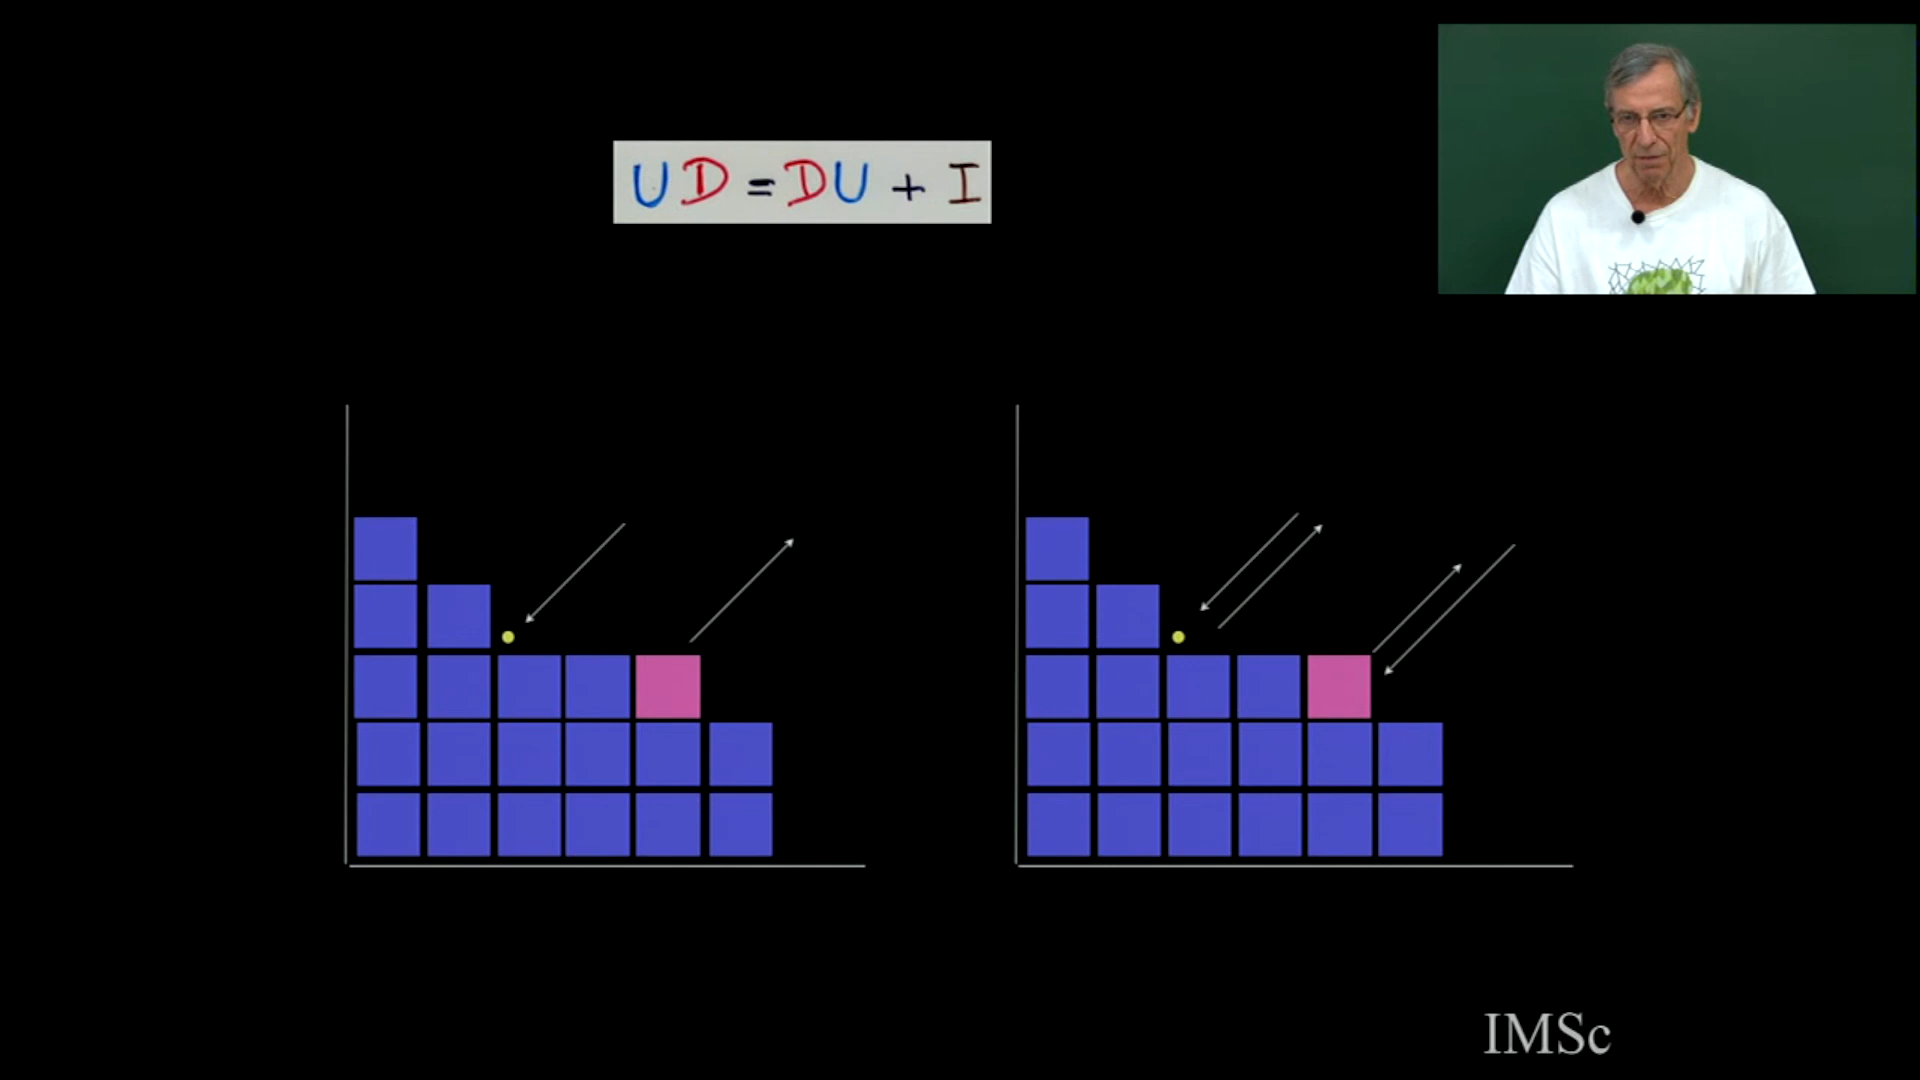 UD = DU + I
IMSc